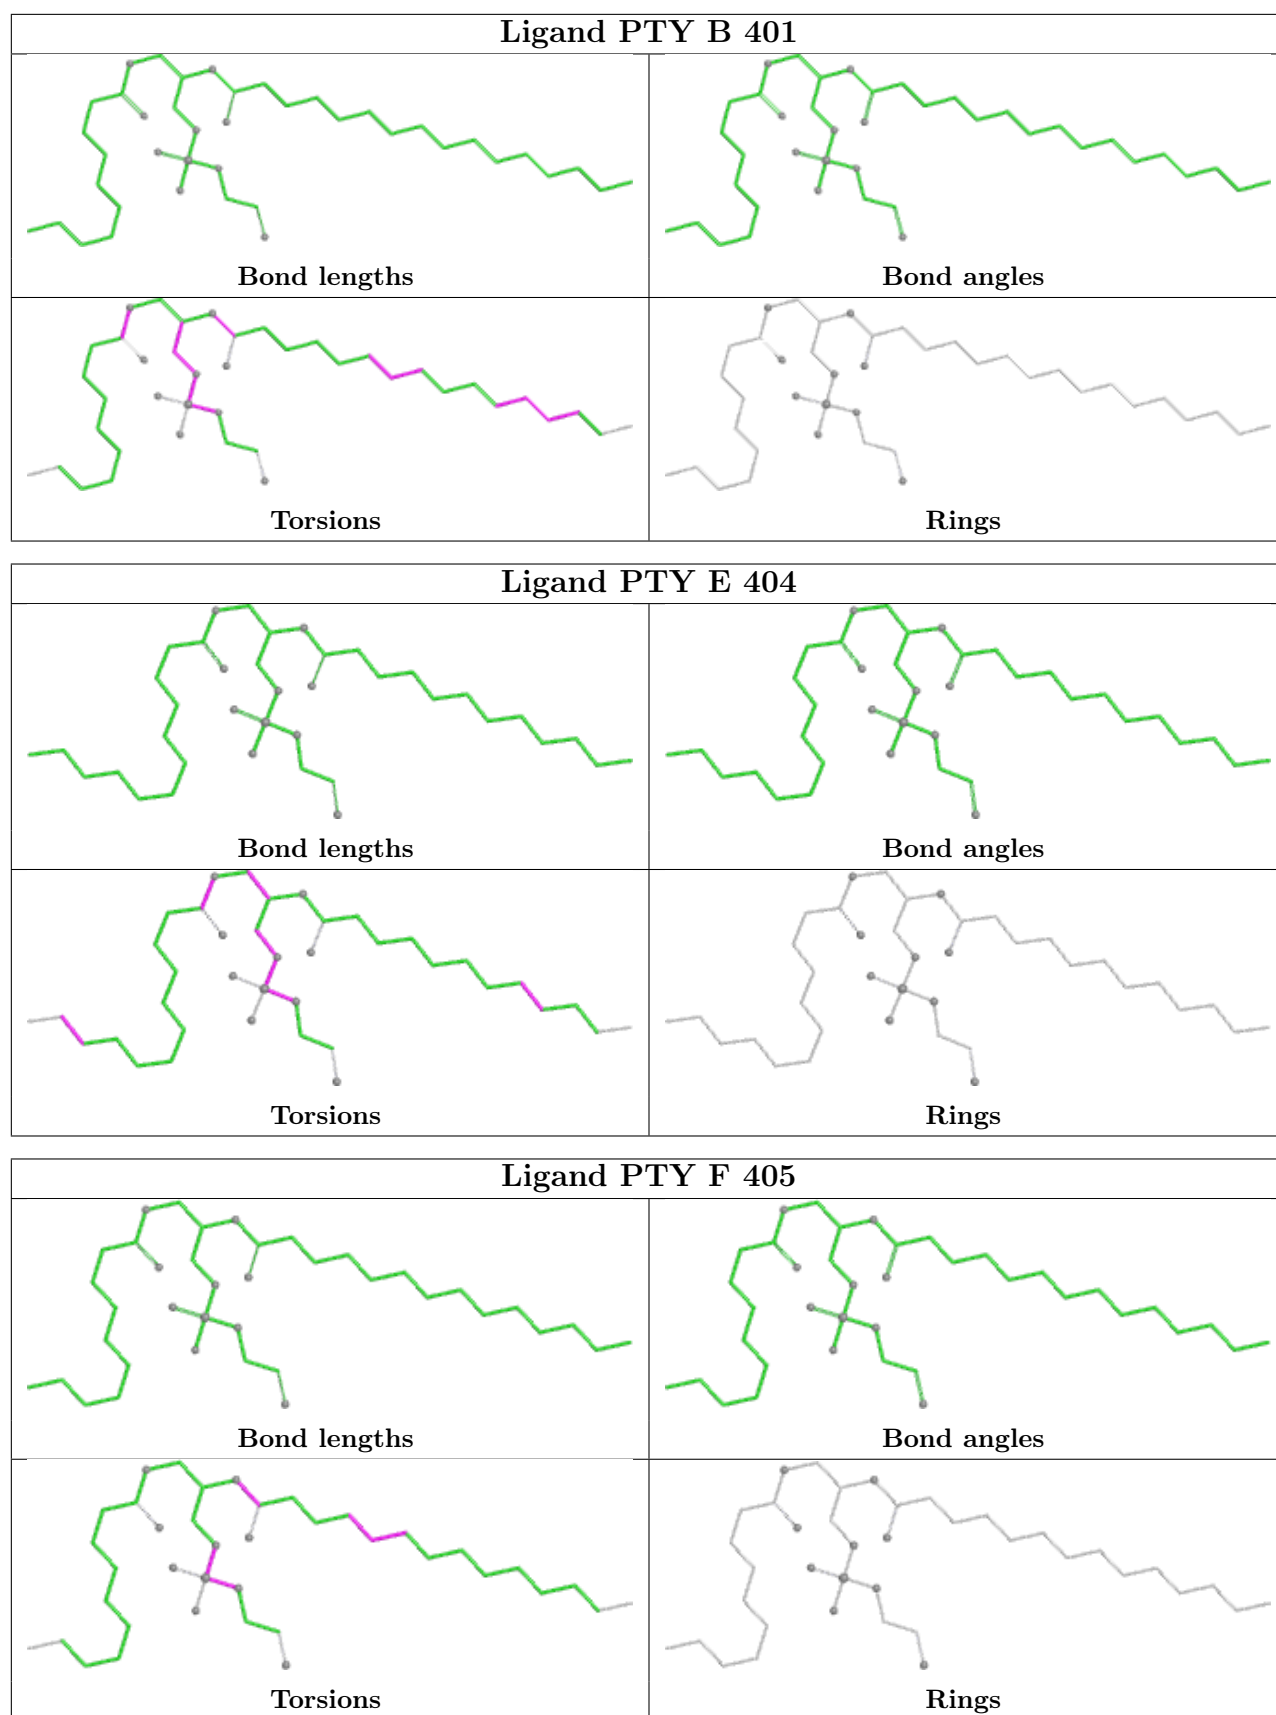 Ligand PTY B 401
Bond lengths
Bond angles
Torsions
Rings
Ligand PTY E 404
Bond lengths
Bond angles
Torsions
Rings
Ligand PTY F 405
Bond lengths
Bond angles
Torsions
Rings